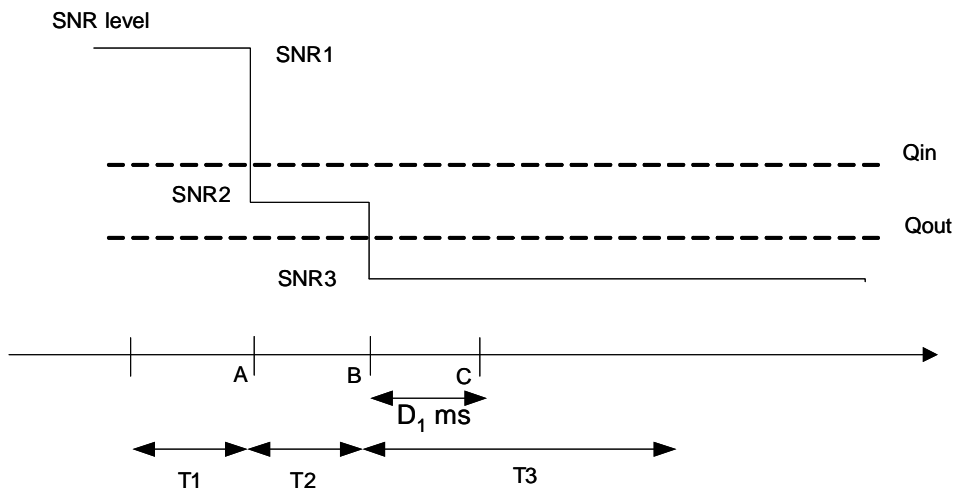 SNR level
SNR1
Qin
SNR2
Qout
SNR3
A
B
C
D₁ ms
T1
T2
T3